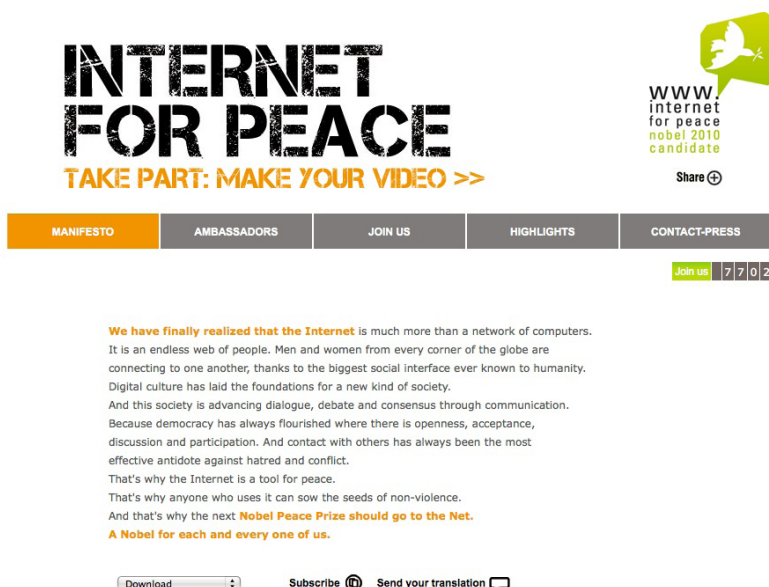 INTERNET
FOR PEACE
TAKE PART: MAKE YOUR VIDEO >>
www.
internet
for peace
nobel 2010
candidate
Share
MANIFESTO AMBASSADORS JOIN US HIGHLIGHTS CONTACT-PRESS
Join us 7 7 0 2
We have finally realized that the Internet is much more than a network of computers.
It is an endless web of people. Men and women from every corner of the globe are
connecting to one another, thanks to the biggest social interface ever known to humanity.
Digital culture has laid the foundations for a new kind of society.
And this society is advancing dialogue, debate and consensus through communication.
Because democracy has always flourished where there is openness, acceptance,
discussion and participation. And contact with others has always been the most
effective antidote against hatred and conflict.
That's why the Internet is a tool for peace.
That's why anyone who uses it can sow the seeds of non-violence.
And that's why the next Nobel Peace Prize should go to the Net.
A Nobel for each and every one of us.
Download Subscribe Send your translation